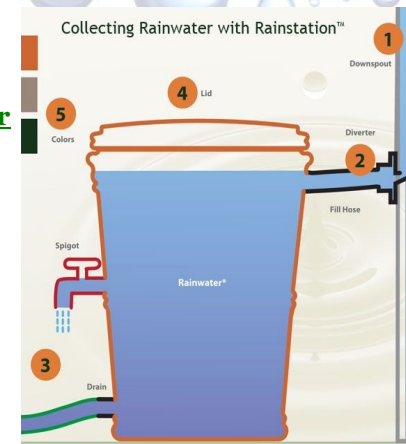 Collecting Rainwater with Rainstation™
1
Downspout
4 Lid
5
Colors
r
Diverter
2
Fill Hose
Spigot
Rainwater*
3
Drain